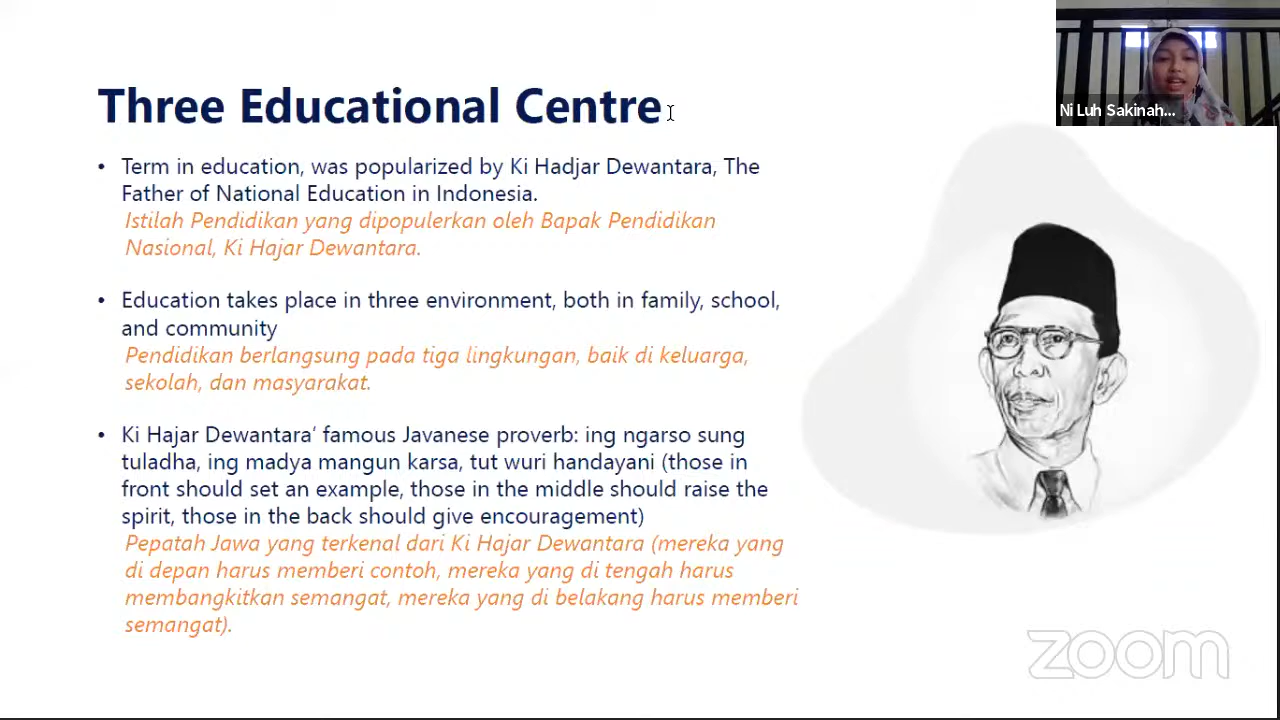 Ni Luh Sakinah...
Three Educational Centre
• Term in education, was popularized by Ki Hadjar Dewantara, The
Father of National Education in Indonesia.
Istilah Pendidikan yang dipopulerkan oleh Bapak Pendidikan
Nasional, Ki Hajar Dewantara.
• Education takes place in three environment, both in family, school,
and community
Pendidikan berlangsung pada tiga lingkungan, baik di keluarga,
sekolah, dan masyarakat.
• Ki Hajar Dewantara‘ famous Javanese proverb: ing ngarso sung
tuladha, ing madya mangun karsa, tut wuri handayani (those in
front should set an example, those in the middle should raise the
spirit, those in the back should give encouragement)
Pepatah Jawa yang terkenal dari Ki Hajar Dewantara (mereka yang
di depan harus memberi contoh, mereka yang di tengah harus
membangkitkan semangat, mereka yang di belakang harus memberi
semangat).
zoom